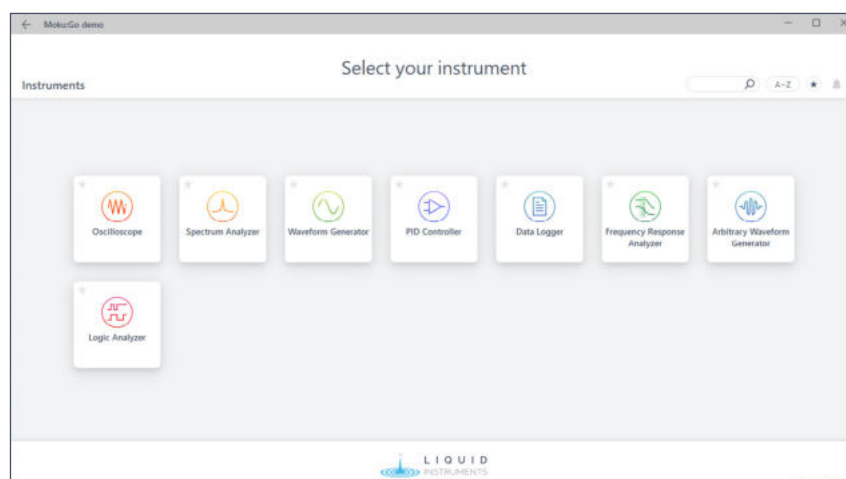 Moku:Go demo
Select your instrument
Instruments
A-Z
Oscilloscope
Spectrum Analyzer
Waveform Generator
PID Controller
Data Logger
Frequency Response
Analyzer
Arbitrary Waveform
Generator
Logic Analyzer
LIQUID
INSTRUMENTS